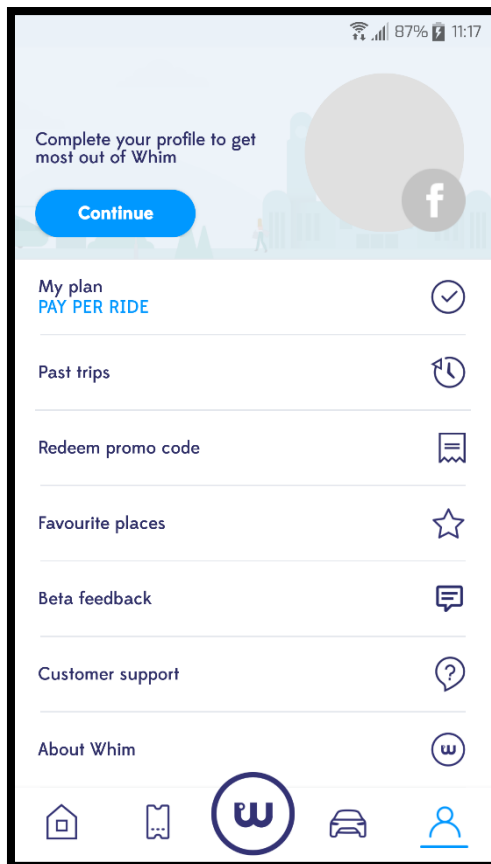 87% 11:17
Complete your profile to get
most out of Whim
f
Continue
My plan
PAY PER RIDE
Past trips
Redeem promo code
Favourite places
Beta feedback
Customer support
?
About Whim
w
w